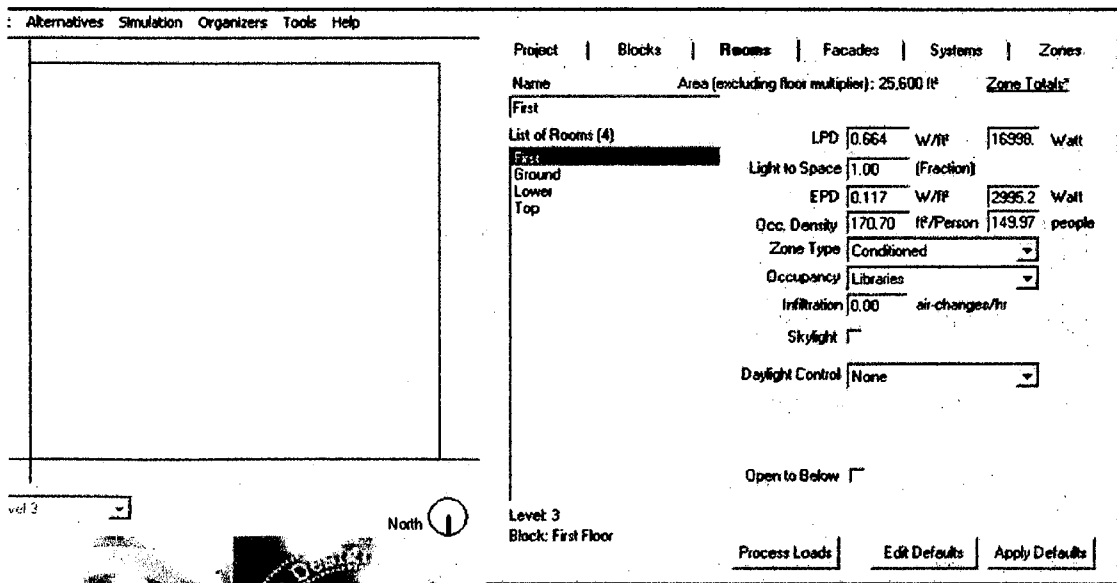 : Alternatives Simulation Organizers Tools Help
Project | Blocks | Rooms | Facades | Systems | Zones
Name Area (excluding floor multiplier): 25,600 ft² Zone Totals*
First
List of Rooms (4)
First
Ground
Lower
Top
LPD 0.664 W/ft² 16998. Watt
Light to Space 1.00 (Fraction)
EPD 0.117 W/ft² 2995.2 Watt
Occ. Density 170.70 ft²/Person 149.97 people
Zone Type Conditioned
Occupancy Libraries
Infiltration 0.00 air-changes/hr
Skylight
Daylight Control None
Open to Below
vel 3
North
Level: 3
Block: First Floor
Process Loads Edit Defaults Apply Defaults
Design